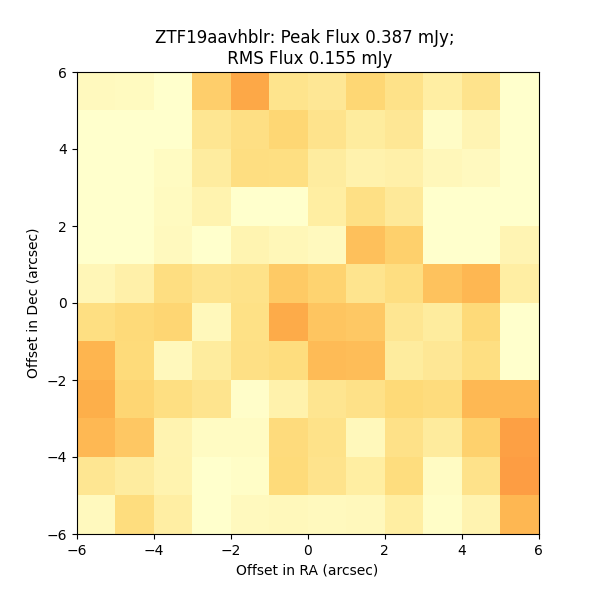 ZTF19aavhblr: Peak Flux 0.387 mJy;
RMS Flux 0.155 mJy
6
4
2
0
−2
−4
−6
Offset in Dec (arcsec)
−6 −4 −2 0 2 4 6
Offset in RA (arcsec)